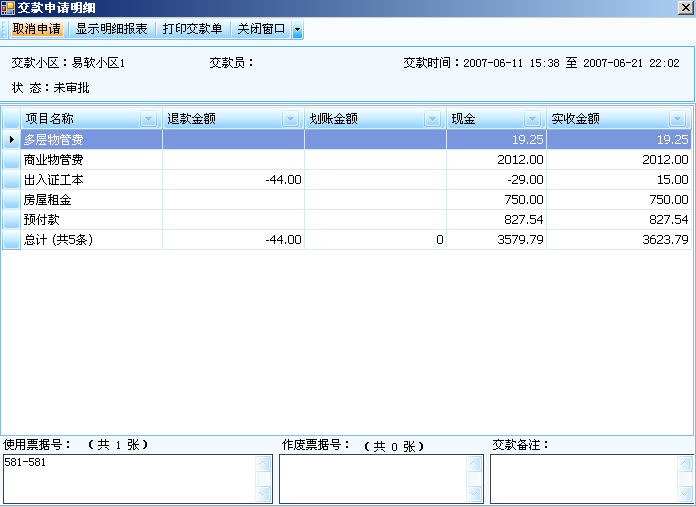 交款申请明细
取消申请 显示明细报表 打印交款单 关闭窗口
交款小区：易软小区1 交款员： 交款时间：2007-06-11 15:38 至 2007-06-21 22:02
状 态：未审批
项目名称 退款金额 划账金额 现金 实收金额
多层物管费 19.25 19.25
商业物管费 2012.00 2012.00
出入证工本 -44.00 -29.00 15.00
房屋租金 750.00 750.00
预付款 827.54 827.54
总计 (共5条) -44.00 0 3579.79 3623.79
使用票据号： （共 1 张） 作废票据号： （共 0 张） 交款备注：
581-581